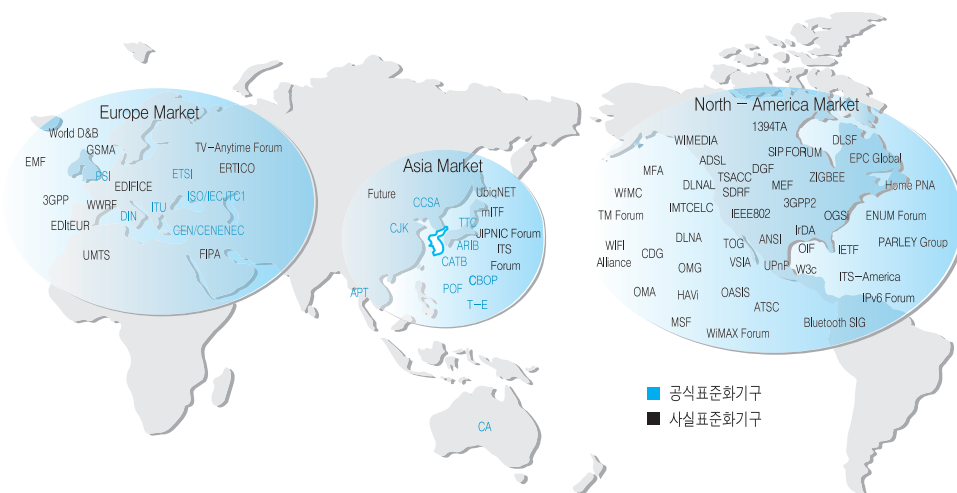 Europe Market
World D&B
GSMA
TV-Anytime Forum
EMF
PSI
ETSI
ERTICO
EDIFICE
3GPP
WWRF
ISO/IEC/JTC1
DIN
ITU
EDItEUR
CEN/CENENEC
UMTS
FIPA
Asia Market
Future
CCSA
UbiqNET
mITF
CJK
TTC
JIPNIC Forum
ARIB
ITS
Forum
CATB
CBOP
APT
POF
T-E
CA
North - America Market
1394TA
WIMEDIA
DLSF
SIP FORUM
ADSL
EPC Global
MFA
TSACC
DGF
ZIGBEE
WfMC
DLNAL
SDRF
MEF
Home PNA
IMTCELC
3GPP2
TM Forum
IEEE802
OGSi
ENUM Forum
IrDA
WIFI
Alliance
CDG
DLNA
TOG
ANSI
OIF
IETF
PARLEY Group
OMG
VSIA
UPnP
W3c
ITS-America
OMA
HAVi
OASIS
ATSC
IPv6 Forum
MSF
WiMAX Forum
Bluetooth SIG
공식표준화기구
사실표준화기구